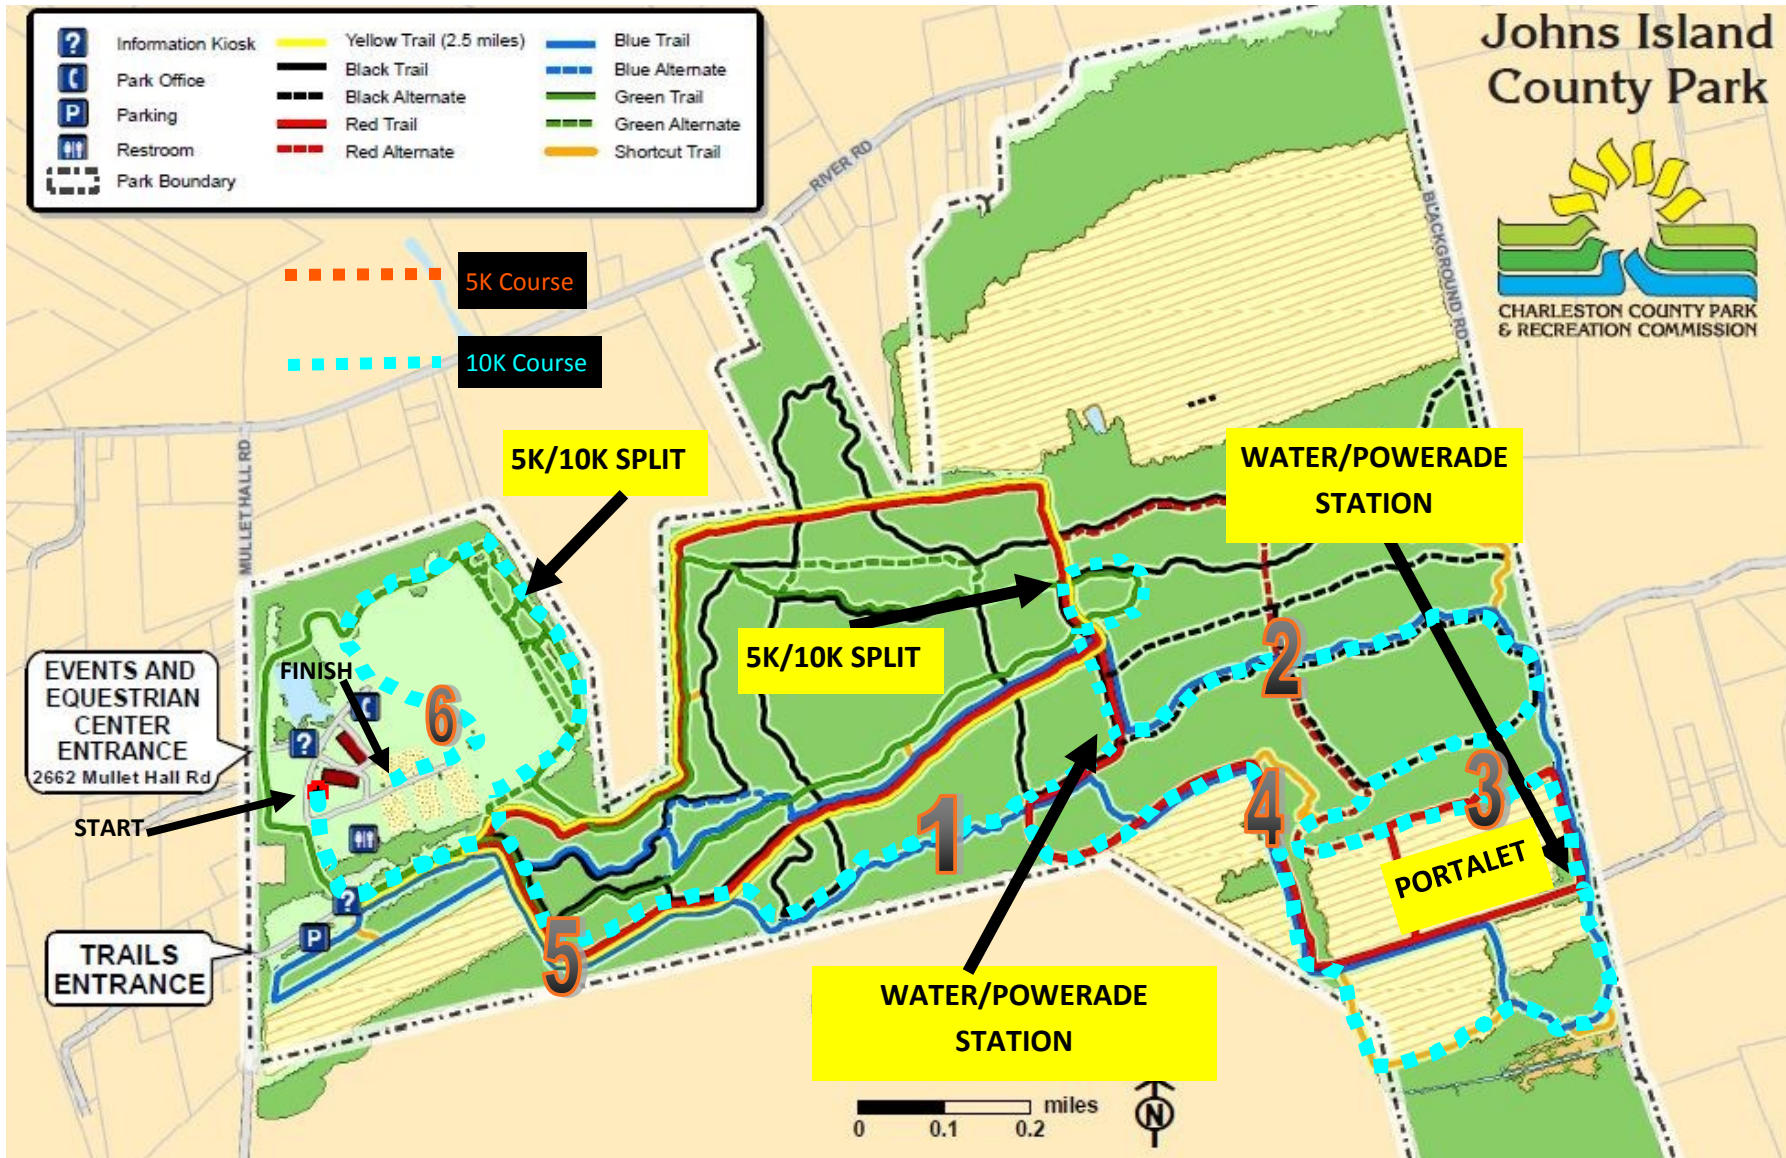 Information Kiosk
Park Office
Parking
Restroom
Park Boundary
Yellow Trail (2.5 miles)
Black Trail
Black Alternate
Red Trail
Red Alternate
Blue Trail
Blue Alternate
Green Trail
Green Alternate
Shortcut Trail
?
P
Johns Island
County Park
CHARLESTON COUNTY PARK
& RECREATION COMMISSION
RIVER RD
BLACKGROUND RD
MULLET HALL RD
5K Course
10K Course
5K/10K SPLIT
WATER/POWERADE
STATION
5K/10K SPLIT
EVENTS AND
EQUESTRIAN
CENTER
ENTRANCE
2662 Mullet Hall Rd
FINISH
START
?
?
P
TRAILS
ENTRANCE
1
2
3
4
5
6
PORTALET
WATER/POWERADE
STATION
miles
0
0.1
0.2
N